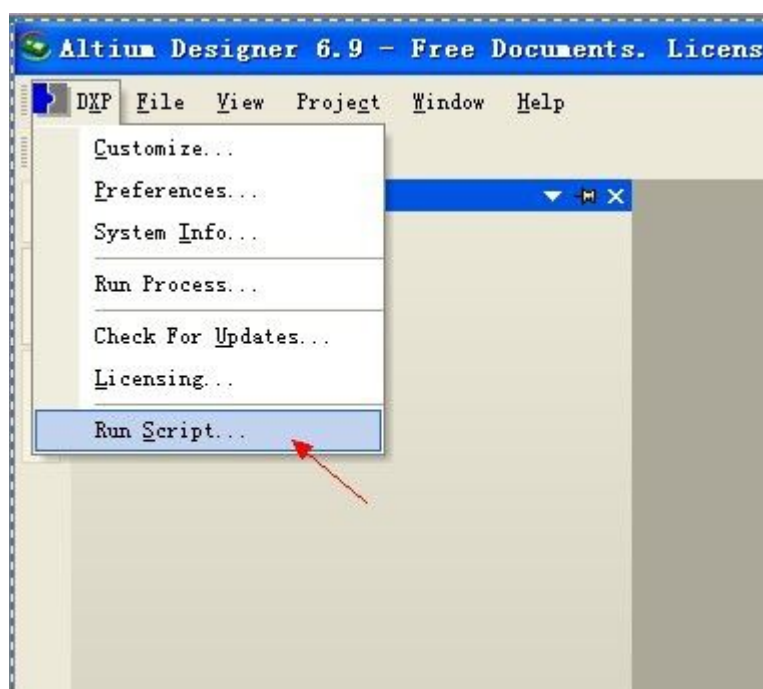 Altium Designer 6.9 - Free Documents. Licens
DXP File View Project Window Help
Customize...
Preferences...
System Info...
Run Process...
Check For Updates...
Licensing...
Run Script...